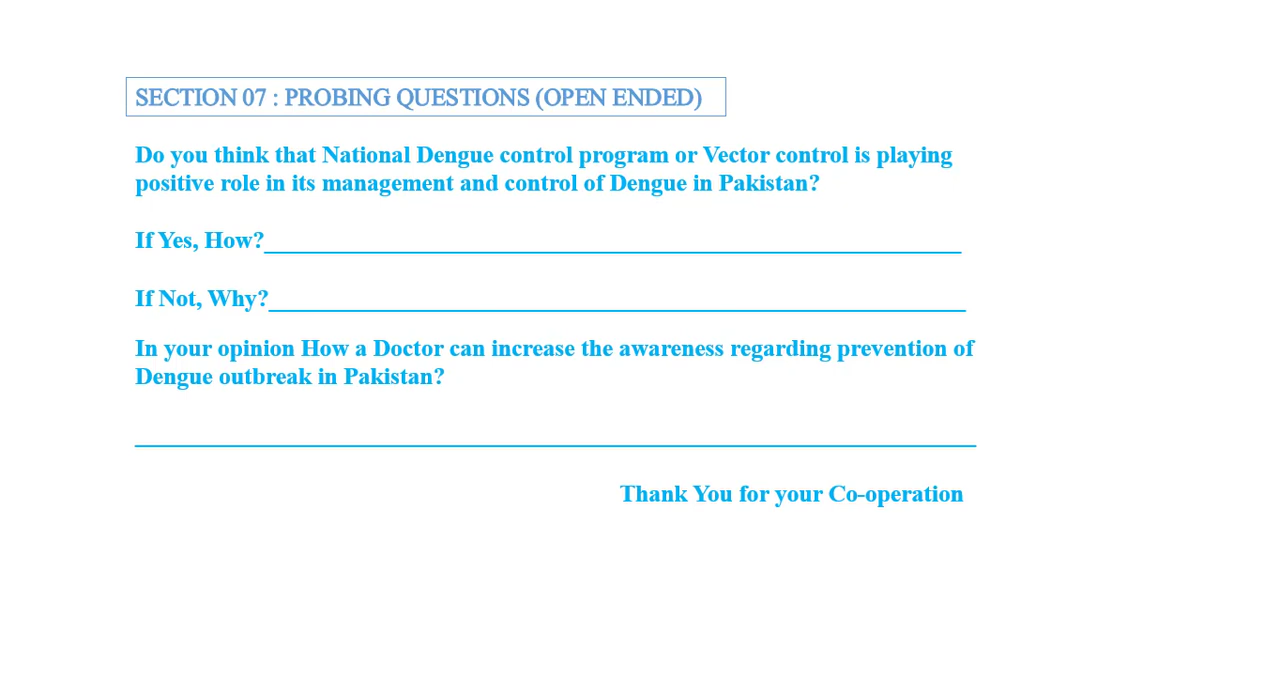 SECTION 07 : PROBING QUESTIONS (OPEN ENDED)
Do you think that National Dengue control program or Vector control is playing
positive role in its management and control of Dengue in Pakistan?
If Yes, How?
If Not, Why?
In your opinion How a Doctor can increase the awareness regarding prevention of
Dengue outbreak in Pakistan?
Thank You for your Co-operation